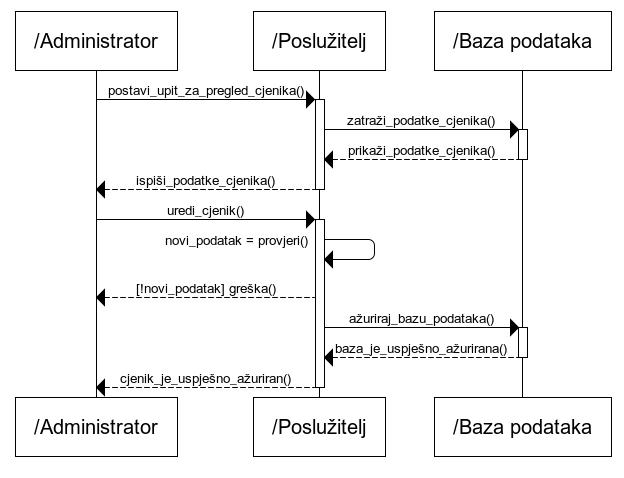 /Administrator
/Poslužitelj
/Baza podataka
postavi_upit_za_pregled_cjenika()
zatraži_podatke_cjenika()
prikaži_podatke_cjenika()
ispiši_podatke_cjenika()
uredi_cjenik()
novi_podatak = provjeri()
[!novi_podatak] greška()
ažuriraj_bazu_podataka()
baza_je_uspješno_ažurirana()
cjenik_je_uspješno_ažuriran()
/Administrator
/Poslužitelj
/Baza podataka